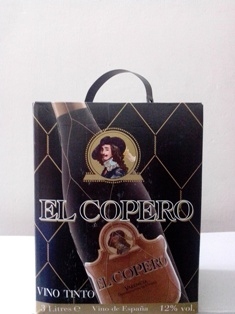 EL COPERO
EL COPERO
VINO TINTO
3 Litres ℮ Vino de España 12% vol.